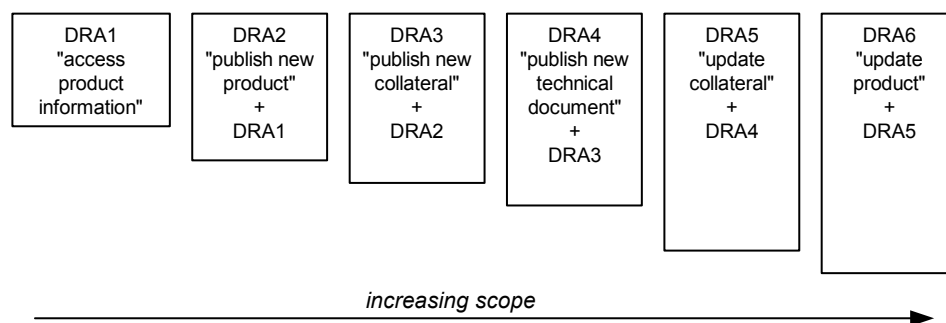 DRA1
"access
product
information"
DRA2
"publish new
product"
+
DRA1
DRA3
"publish new
collateral"
+
DRA2
DRA4
"publish new
technical
document"
+
DRA3
DRA5
"update
collateral"
+
DRA4
DRA6
"update
product"
+
DRA5
increasing scope